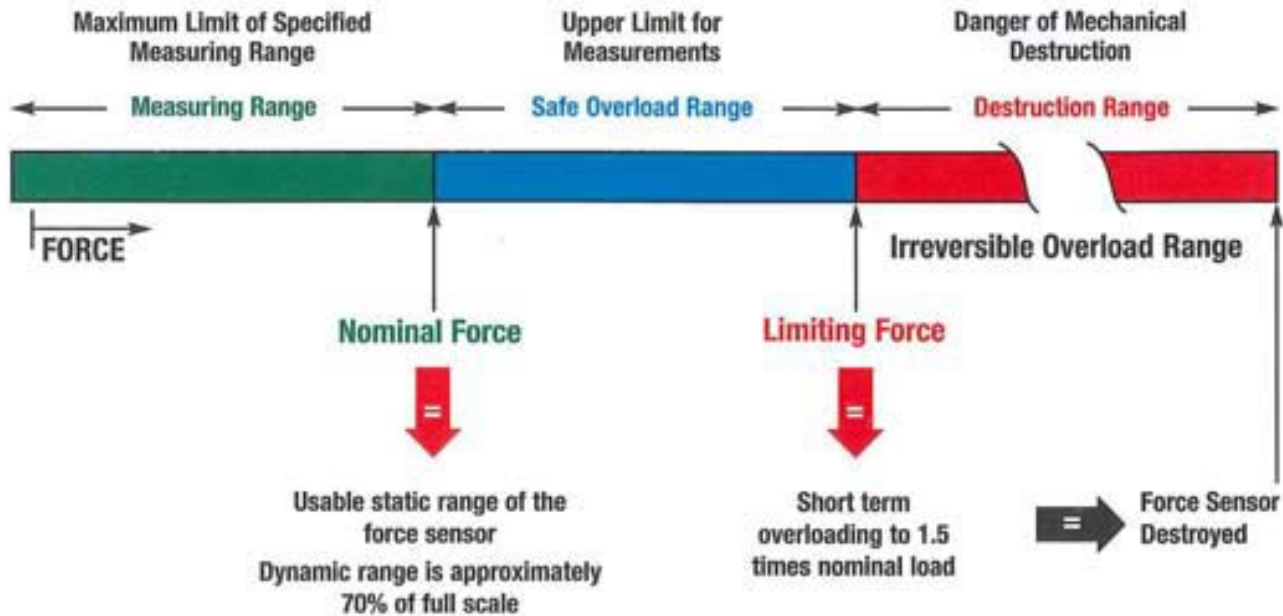 Maximum Limit of Specified
Measuring Range
Upper Limit for
Measurements
Danger of Mechanical
Destruction
Measuring Range
Safe Overload Range
Destruction Range
FORCE
Irreversible Overload Range
Nominal Force
Limiting Force
=
=
Usable static range of the
force sensor
Dynamic range is approximately
70% of full scale
Short term
overloading to 1.5
times nominal load
=
Force Sensor
Destroyed